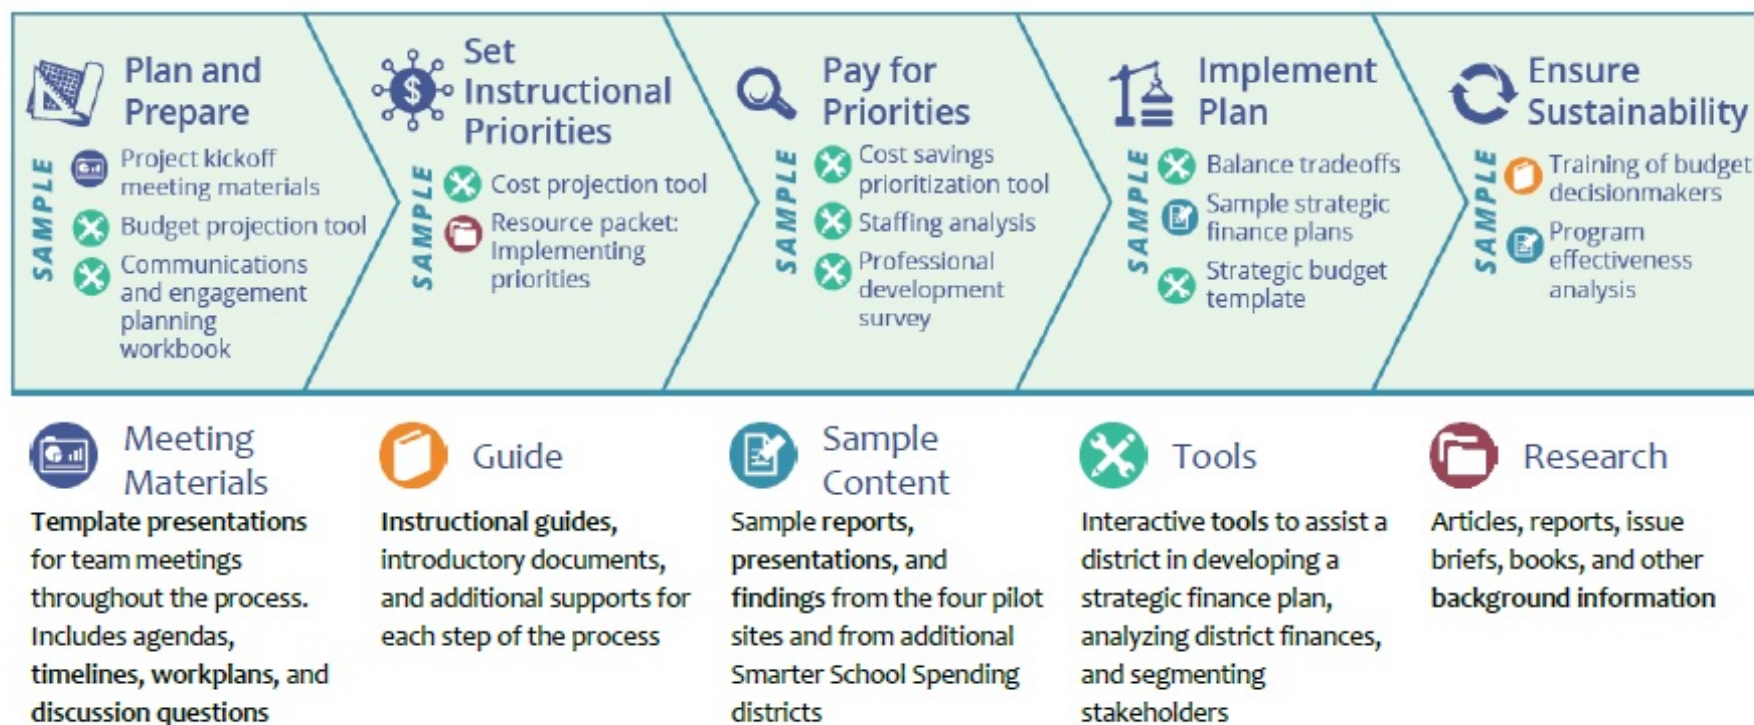 Plan and
Prepare
SAMPLE
Project kickoff
meeting materials
Budget projection tool
Communications
and engagement
planning
workbook
Set
Instructional
Priorities
SAMPLE
$
Cost projection tool
Resource packet:
Implementing
priorities
Pay for
Priorities
SAMPLE
Cost savings
prioritization tool
Staffing analysis
Professional
development
survey
Implement
Plan
SAMPLE
Balance tradeoffs
Sample strategic
finance plans
Strategic budget
template
Ensure
Sustainability
SAMPLE
Training of budget
decisionmakers
Program
effectiveness
analysis
Meeting
Materials
Template presentations
for team meetings
throughout the process.
Includes agendas,
timelines, workplans, and
discussion questions
Guide
Instructional guides,
introductory documents,
and additional supports for
each step of the process
Sample
Content
Sample reports,
presentations, and
findings from the four pilot
sites and from additional
Smarter School Spending
districts
Tools
Interactive tools to assist a
district in developing a
strategic finance plan,
analyzing district finances,
and segmenting
stakeholders
Research
Articles, reports, issue
briefs, books, and other
background information